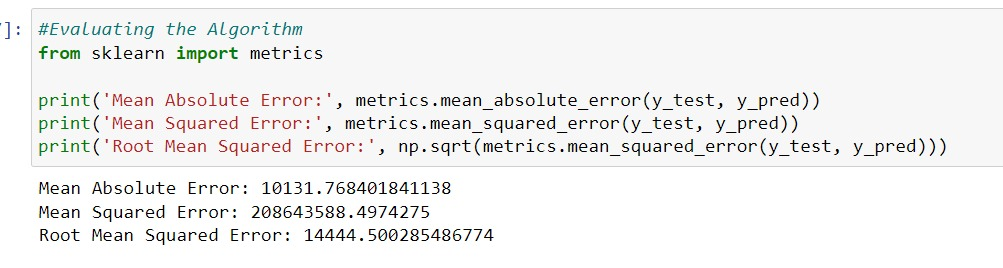 ]: #Evaluating the Algorithm
from sklearn import metrics
print('Mean Absolute Error:', metrics.mean_absolute_error(y_test, y_pred))
print('Mean Squared Error:', metrics.mean_squared_error(y_test, y_pred))
print('Root Mean Squared Error:', np.sqrt(metrics.mean_squared_error(y_test, y_pred)))
Mean Absolute Error: 10131.768401841138
Mean Squared Error: 208643588.4974275
Root Mean Squared Error: 14444.500285486774